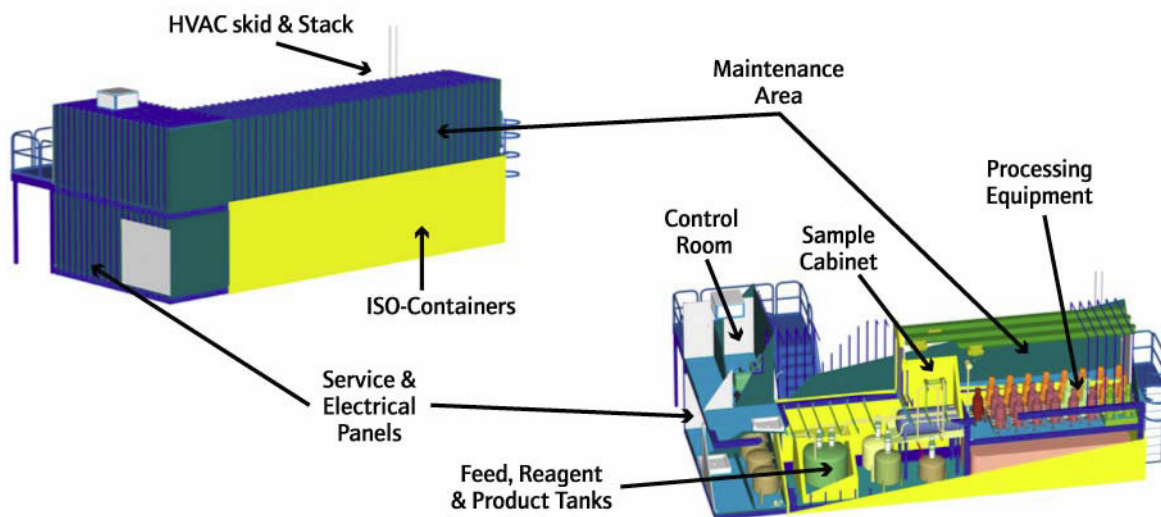 HVAC skid & Stack
Maintenance
Area
Processing
Equipment
Control
Room
Sample
Cabinet
ISO-Containers
Service &
Electrical
Panels
Feed, Reagent
& Product Tanks